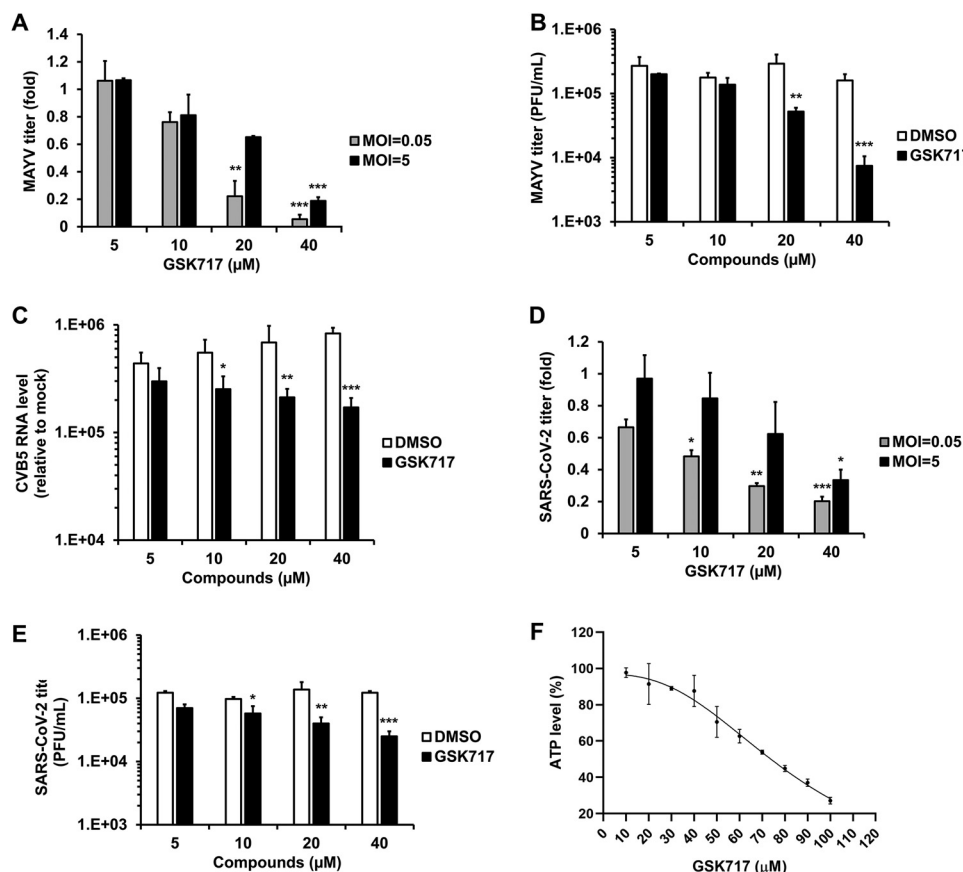 A
MAYV titer (fold)
1.4
1.2
1
0.8
0.6
0.4
0.2
0
**
***
***
5 10 20 40
GSK717 (µM)
MOI=0.05
MOI=5
B
MAYV titer (PFU/mL)
1.E+06
1.E+05
1.E+04
1.E+03
**
***
5 10 20 40
Compounds (µM)
DMSO
GSK717
C
CVB5 RNA level
(relative to mock)
1.E+06
1.E+05
1.E+04
*
**
***
5 10 20 40
Compounds (µM)
DMSO
GSK717
D
SARS-CoV-2 titer (fold)
1.2
1
0.8
0.6
0.4
0.2
0
*
**
***
*
5 10 20 40
GSK717 (µM)
MOI=0.05
MOI=5
E
SARS-CoV-2 tite
(PFU/mL)
1.E+06
1.E+05
1.E+04
1.E+03
*
**
***
5 10 20 40
Compounds (µM)
DMSO
GSK717
F
ATP level (%)
120
100
80
60
40
20
0 10 20 30 40 50 60 70 80 90 100 110 120
GSK717 (µM)